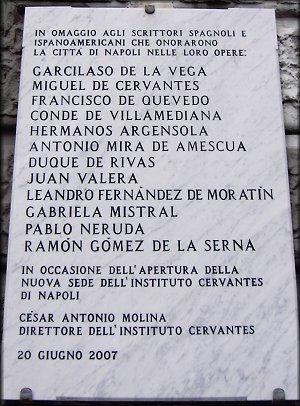 IN OMAGGIO AGLI SCRITTORI SPAGNOLI E
ISPANOAMERICANI CHE ONORARONO
LA CITTÀ DI NAPOLI NELLE LORO OPERE:
GARCILASO DE LA VEGA
MIGUEL DE CERVANTES
FRANCISCO DE QUEVEDO
CONDE DE VILLAMEDIANA
HERMANOS ARGENSOLA
ANTONIO MIRA DE AMESCUA
DUQUE DE RIVAS
JUAN VALERA
LEANDRO FERNÁNDEZ DE MORATÍN
GABRIELA MISTRAL
PABLO NERUDA
RAMÓN GÓMEZ DE LA SERNA
IN OCCASIONE DELL'APERTURA DELLA
NUOVA SEDE DELL'INSTITUTO CERVANTES
DI NAPOLI
CÉSAR ANTONIO MOLINA
DIRETTORE DELL'INSTITUTO CERVANTES
20 GIUGNO 2007